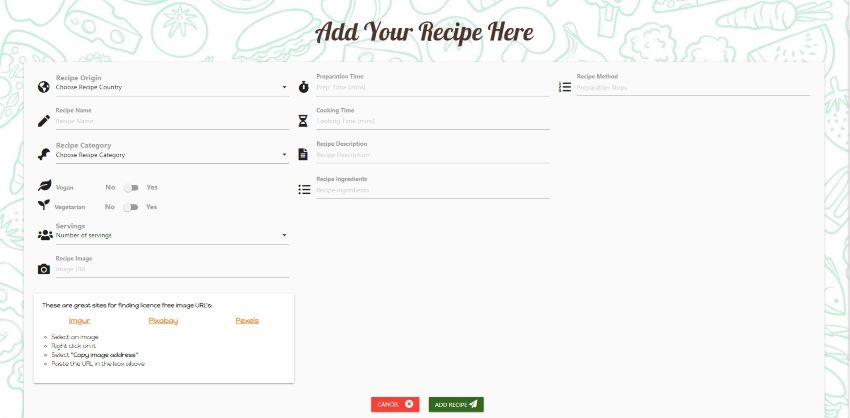 Add Your Recipe Here
Recipe Origin
Choose Recipe Country
Recipe Name
Recipe Name
Recipe Category
Choose Recipe Category
Vegan No Yes
Vegetarian No Yes
Servings
Number of servings
Recipe Image
Image URL
These are great sites for finding licence free image URL's:
Imgur Pixabay Pexels
Select an image
Right click on it
Select "Copy image address"
Paste the URL in the box above
Preparation Time
Prep' Time (mins)
Cooking Time
Cooking Time (mins)
Recipe Description
Recipe Description
Recipe Ingredients
Recipe Ingredients
Recipe Method
Preparation Steps
CANCEL
ADD RECIPE